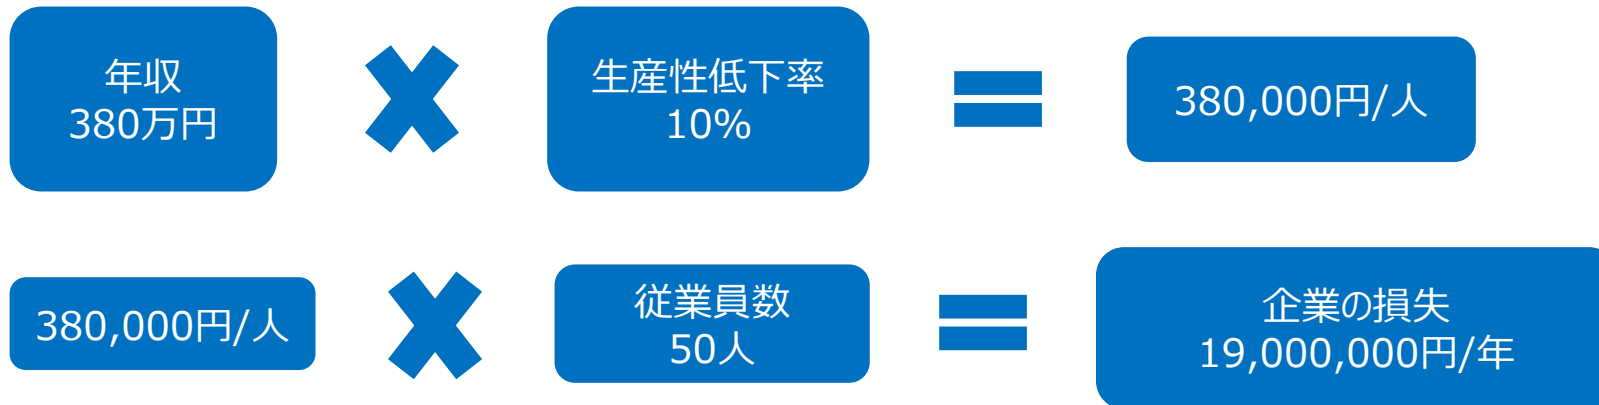 年収
380万円
生産性低下率
10%
380,000円/人
380,000円/人
従業員数
50人
企業の損失
19,000,000円/年